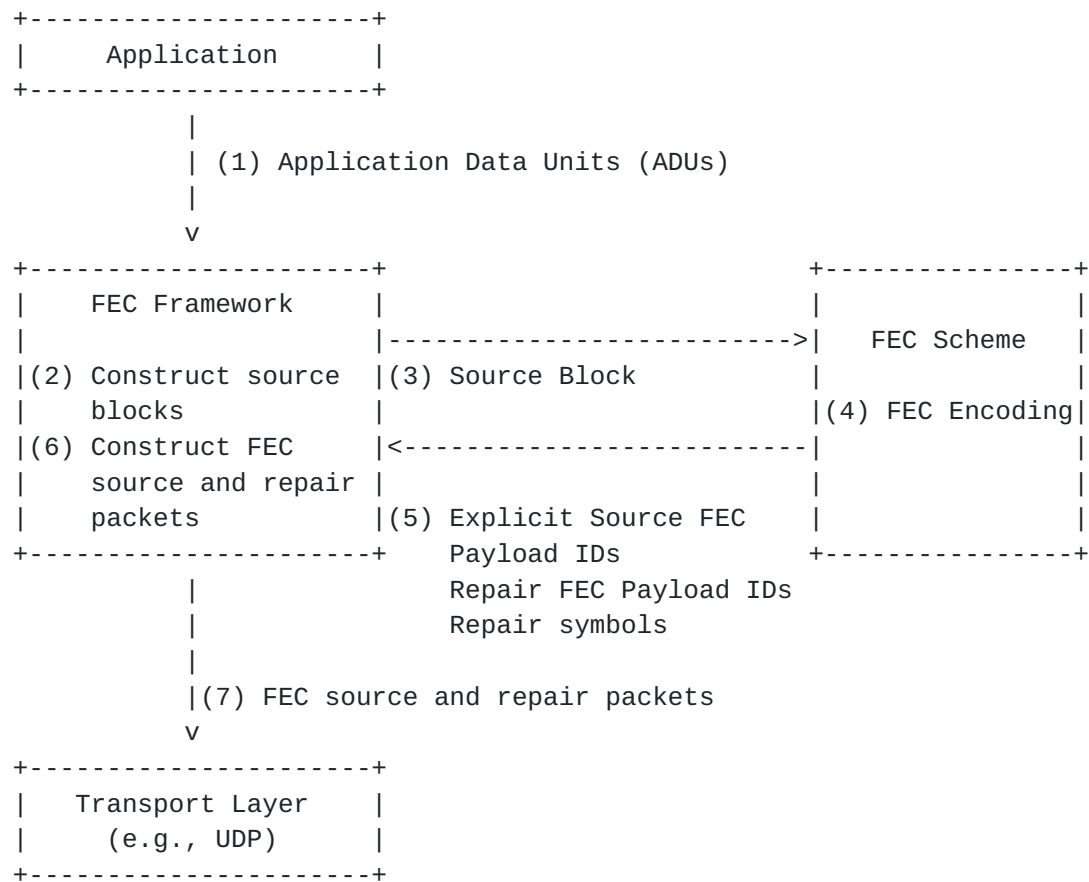 Application
(1) Application Data Units (ADUs)
FEC Framework
FEC Scheme
(2) Construct source
(3) Source Block
blocks
(4) FEC Encoding
(6) Construct FEC
source and repair
packets
(5) Explicit Source FEC
Payload IDs
Repair FEC Payload IDs
Repair symbols
(7) FEC source and repair packets
Transport Layer
(e.g., UDP)